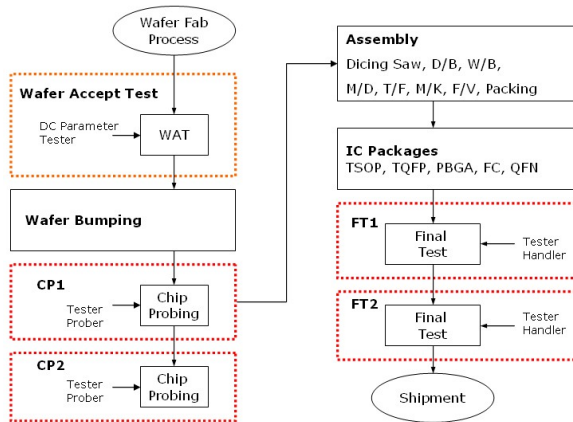 Wafer Fab
Process
Wafer Accept Test
DC Parameter
Tester
WAT
Wafer Bumping
CP1
Tester
Prober
Chip
Probing
CP2
Tester
Prober
Chip
Probing
Assembly
Dicing Saw, D/B, W/B,
M/D, T/F, M/K, F/V, Packing
IC Packages
TSOP, TQFP, PBGA, FC, QFN
FT1
Final
Test
Tester
Handler
FT2
Final
Test
Tester
Handler
Shipment